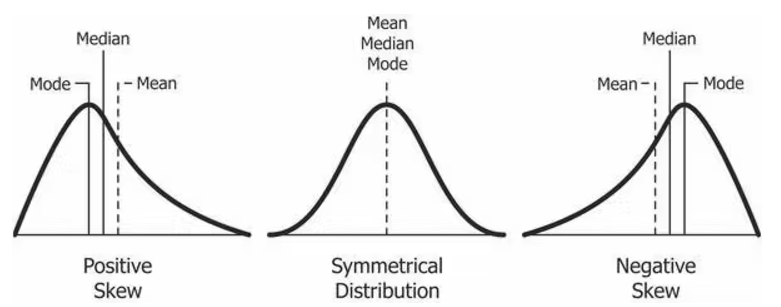 Median
Mode
Mean
Positive
Skew
Mean
Median
Mode
Symmetrical
Distribution
Median
Mean
Mode
Negative
Skew